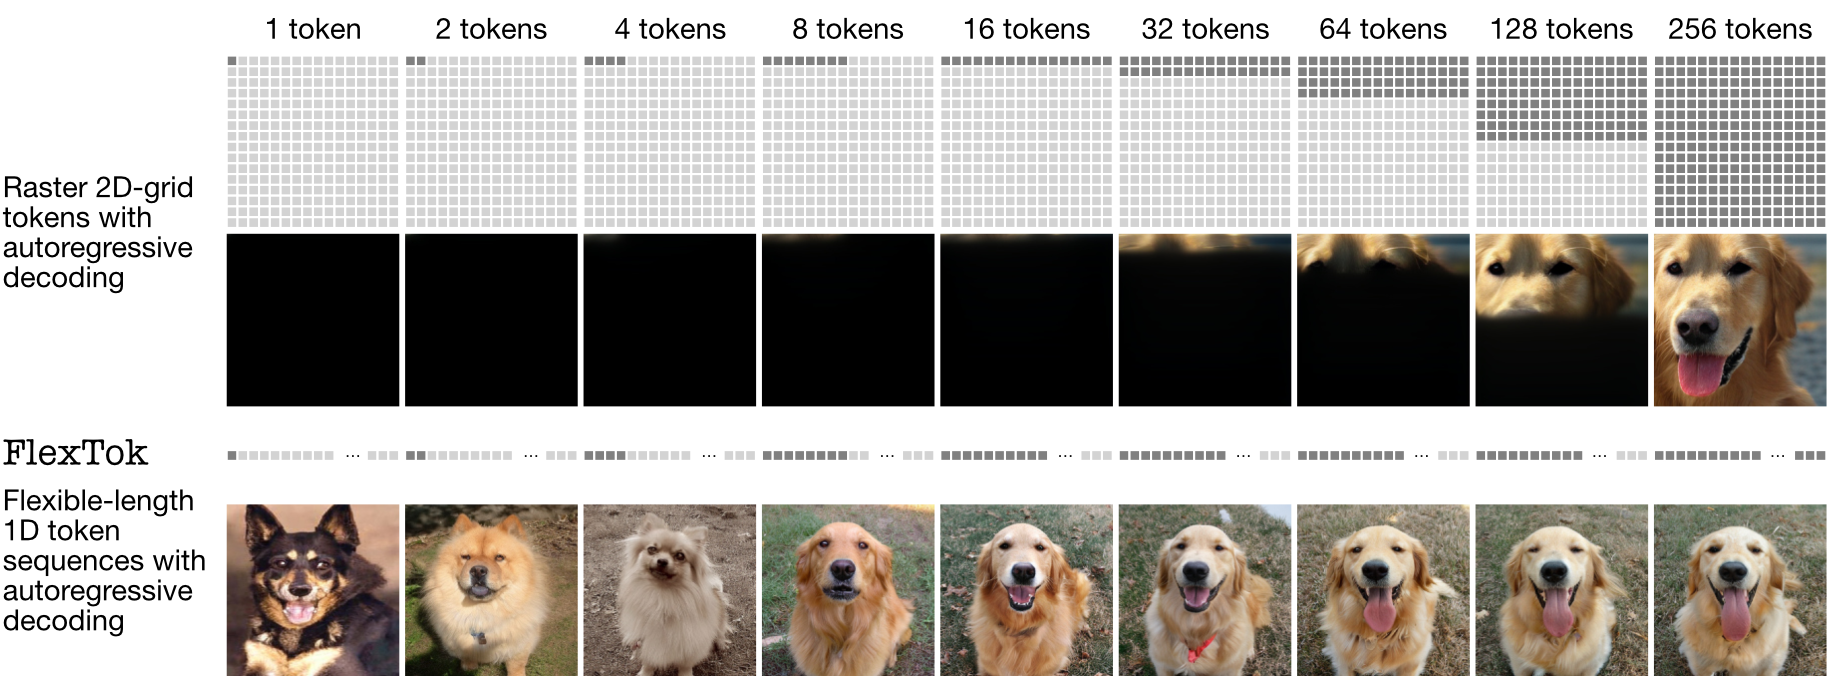 1 token
2 tokens
4 tokens
8 tokens
16 tokens
32 tokens
64 tokens
128 tokens
256 tokens
Raster 2D-grid
tokens with
autoregressive
decoding
FlexTok
... ... ... ... ... ... ... ... ...
Flexible-length
1D token
sequences with
autoregressive
decoding